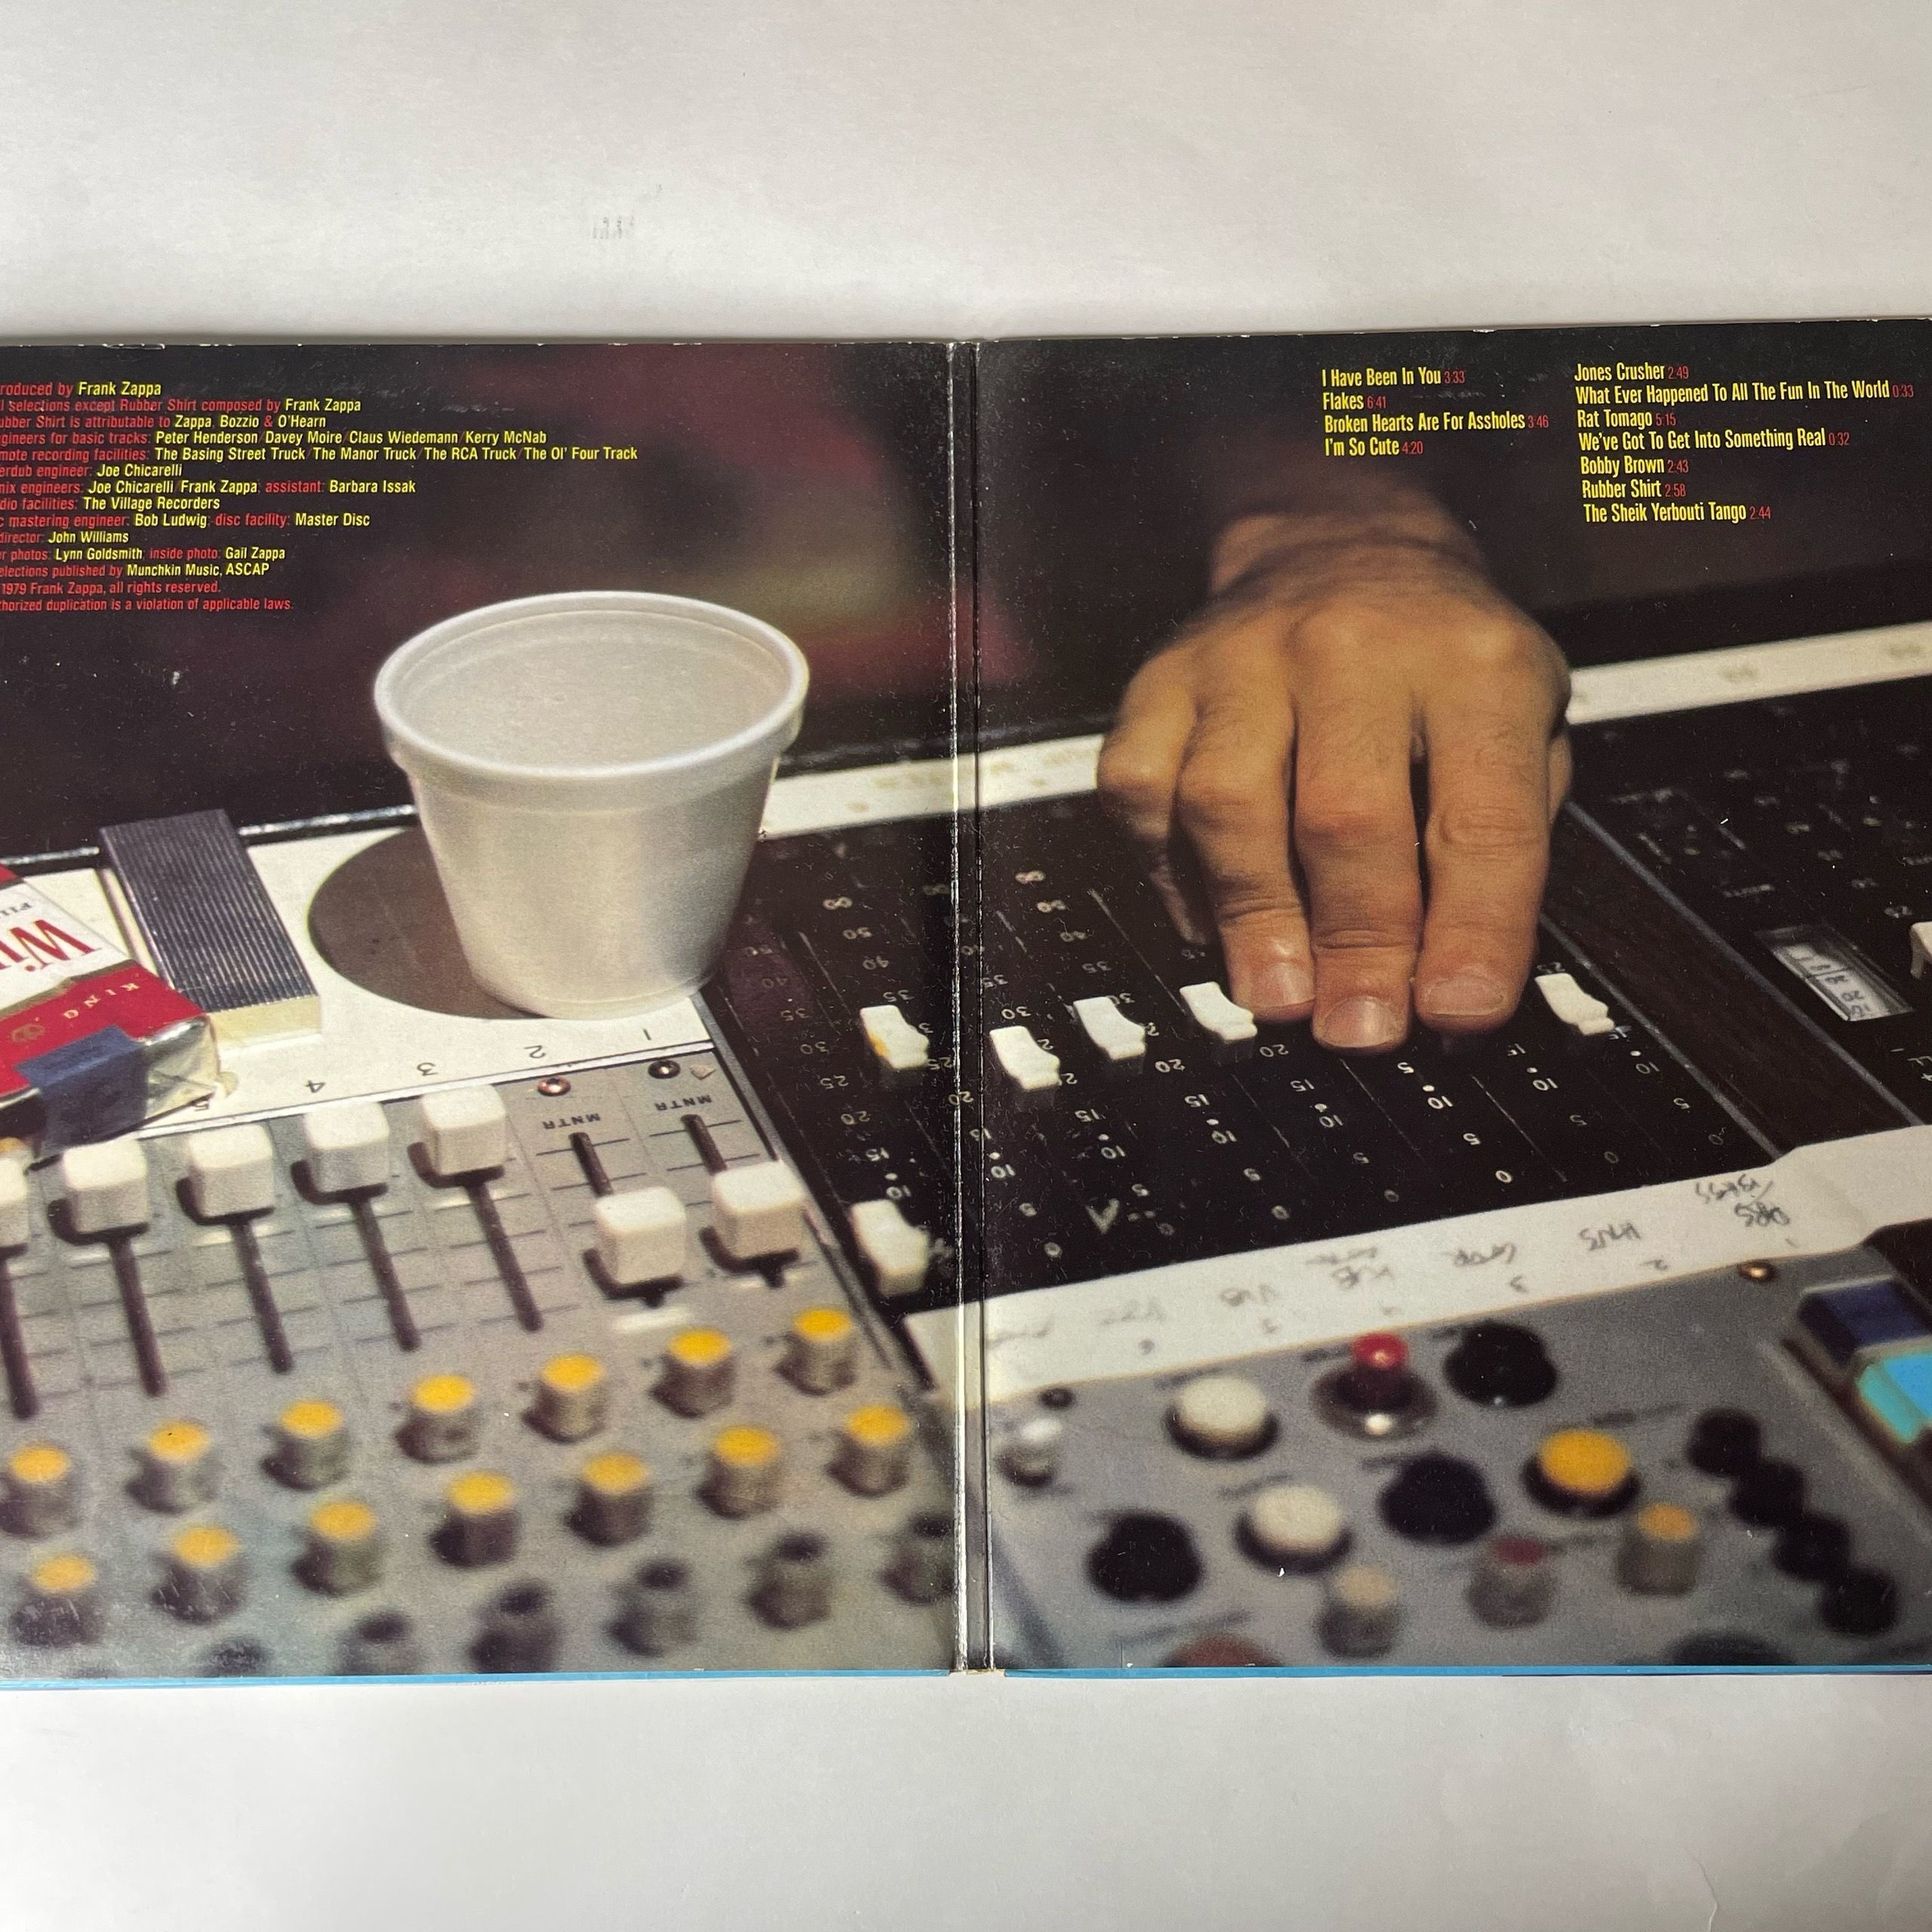 roduced by Frank Zappa
l selections except Rubber Shirt composed by Frank Zappa
ubber Shirt is attributable to Zappa, Bozzio & O'Hearn
ngineers for basic tracks: Peter Henderson/Davey Moire/Claus Wiedemann/Kerry McNab
mote recording facilities: The Basing Street Truck/The Manor Truck/The RCA Truck/The Ol' Four Track
erdub engineer: Joe Chicarelli
mix engineers: Joe Chicarelli/Frank Zappa; assistant: Barbara Issak
dio facilities: The Village Recorders
c mastering engineer: Bob Ludwig; disc facility: Master Disc
director: John Williams
r photos: Lynn Goldsmith; inside photo: Gail Zappa
elections published by Munchkin Music, ASCAP
1979 Frank Zappa, all rights reserved.
thorized duplication is a violation of applicable laws.
I Have Been In You 3:33
Flakes 6:41
Broken Hearts Are For Assholes 3:46
I'm So Cute 4:20
Jones Crusher 2:49
What Ever Happened To All The Fun In The World 0:33
Rat Tomago 5:15
We've Got To Get Into Something Real 0:32
Bobby Brown 2:43
Rubber Shirt 2:58
The Sheik Yerbouti Tango 2:44
KING
5 4 3 2 1
MNTR MNTR